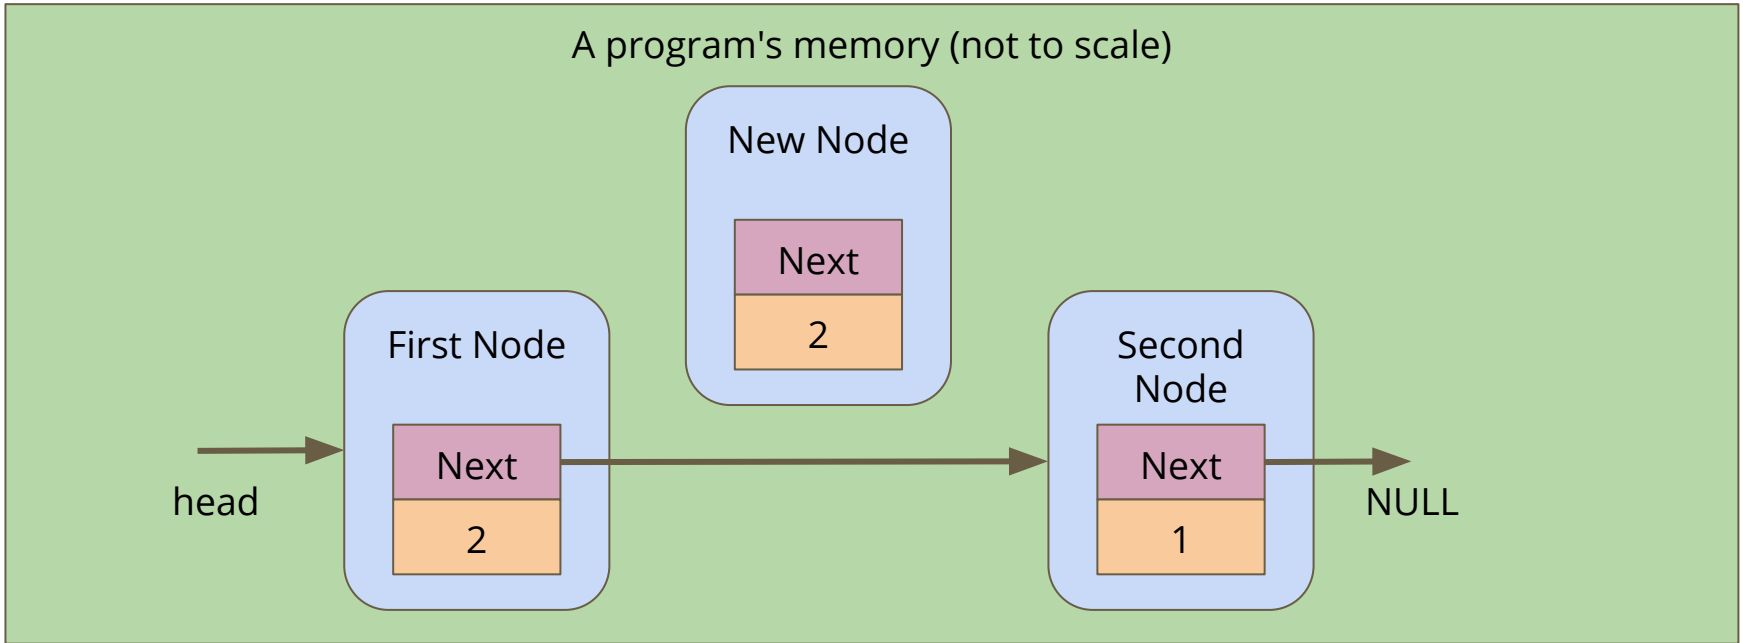 A program's memory (not to scale)
New Node
Next
2
First Node
Next
2
Second
Node
Next
1
head
NULL